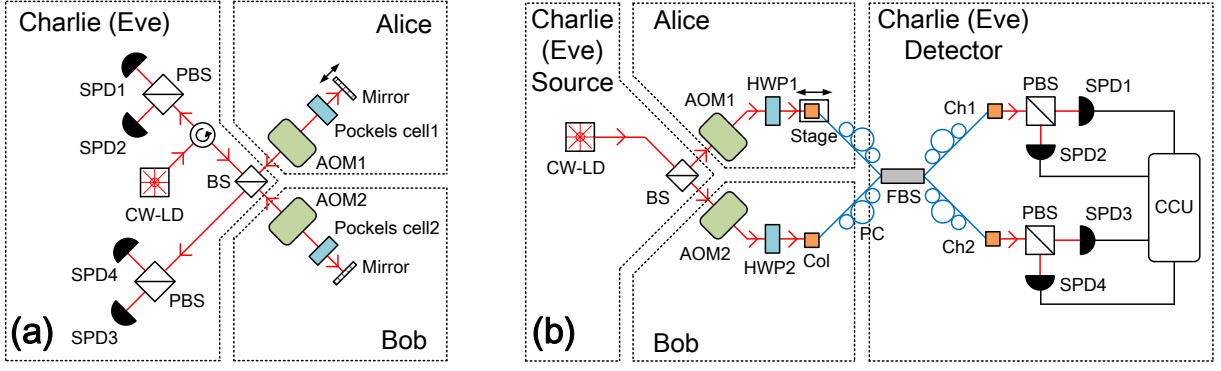 Charlie (Eve)
Alice
SPD1
PBS
SPD2
Mirror
Pockels cell1
AOM1
CW-LD
BS
AOM2
Pockels cell2
Mirror
SPD4
PBS
SPD3
(a)
Bob
Charlie
(Eve)
Source
Alice
Charlie (Eve)
Detector
AOM1
HWP1
Stage
CW-LD
BS
AOM2
HWP2
Col
PC
FBS
Ch1
PBS
SPD1
SPD2
CCU
Ch2
PBS
SPD3
SPD4
(b)
Bob